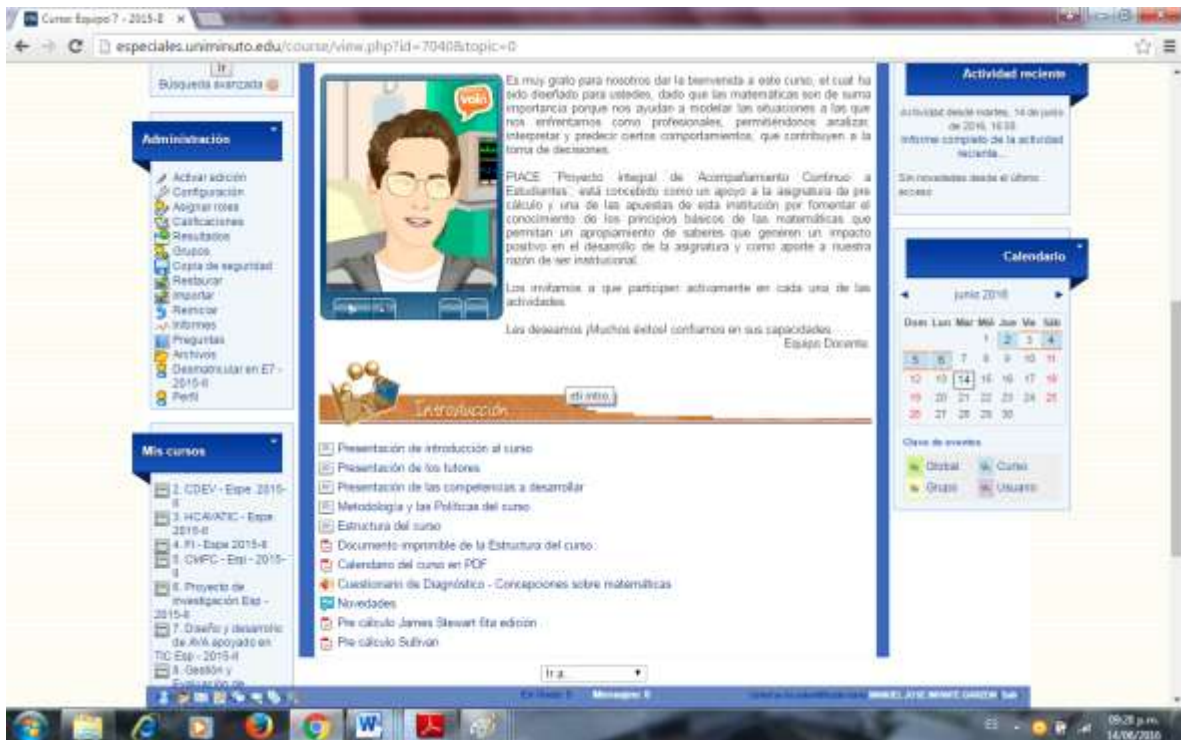 Curso: Equipo 7 - 2015-II
especiales.uniminuto.edu/course/view.php?id=7040&topic=0
Ir
Búsqueda avanzada
Administración
Activar edición
Configuración
Asignar roles
Calificaciones
Resultados
Grupos
Copia de seguridad
Restaurar
Importar
Reiniciar
Informes
Preguntas
Archivos
Desmatricular en E7 -
2015-II
Perfil
Mis cursos
2. CDEV - Espe 2015-
II
3. HCAVATIC - Espe
2015-II
4. PI - Espe 2015-II
5. CMPC - Esp - 2015-
II
6. Proyecto de
investigación Esp -
2015-II
7. Diseño y desarrollo
de AVA apoyado en
TIC Esp - 2015-II
8. Gestión y
Evaluación de
voki
Es muy grato para nosotros dar la bienvenida a este curso, el cual ha
sido diseñado para ustedes, dado que las matemáticas son de suma
importancia porque nos ayudan a modelar las situaciones a las que
nos enfrentamos como profesionales, permitiéndonos analizar,
interpretar y predecir ciertos comportamientos, que contribuyen a la
toma de decisiones.
PIACE "Proyecto integral de Acompañamiento Continuo a
Estudiantes" está concebido como un apoyo a la asignatura de pre
cálculo y una de las apuestas de esta institución por fomentar el
conocimiento de los principios básicos de las matemáticas que
permitan un apropiamiento de saberes que generen un impacto
positivo en el desarrollo de la asignatura y como aporte a nuestra
razón de ser institucional.
Los invitamos a que participen activamente en cada una de las
actividades.
Les deseamos ¡Muchos éxitos! confiamos en sus capacidades.
Equipo Docente
Introducción
eti intro.
Presentación de introducción al curso
Presentación de los tutores
Presentación de las competencias a desarrollar
Metodología y las Políticas del curso
Estructura del curso
Documento imprimible de la Estructura del curso
Calendario del curso en PDF
Cuestionario de Diagnóstico - Concepciones sobre matemáticas
Novedades
Pre cálculo James Stewart 5ta edición
Pre cálculo Sullivan
Ir a...
Actividad reciente
Actividad desde martes, 14 de junio
de 2016, 16:58
Informe completo de la actividad
reciente...
Sin novedades desde el último
acceso
Calendario
junio 2016
Dom Lun Mar Mié Jue Vie Sáb
1 2 3 4
5 6 7 8 9 10 11
12 13 14 15 16 17 18
19 20 21 22 23 24 25
26 27 28 29 30
Clave de eventos
Global Curso
Grupo Usuario
Mensajes: 0
09:28 p.m.
14/06/2016